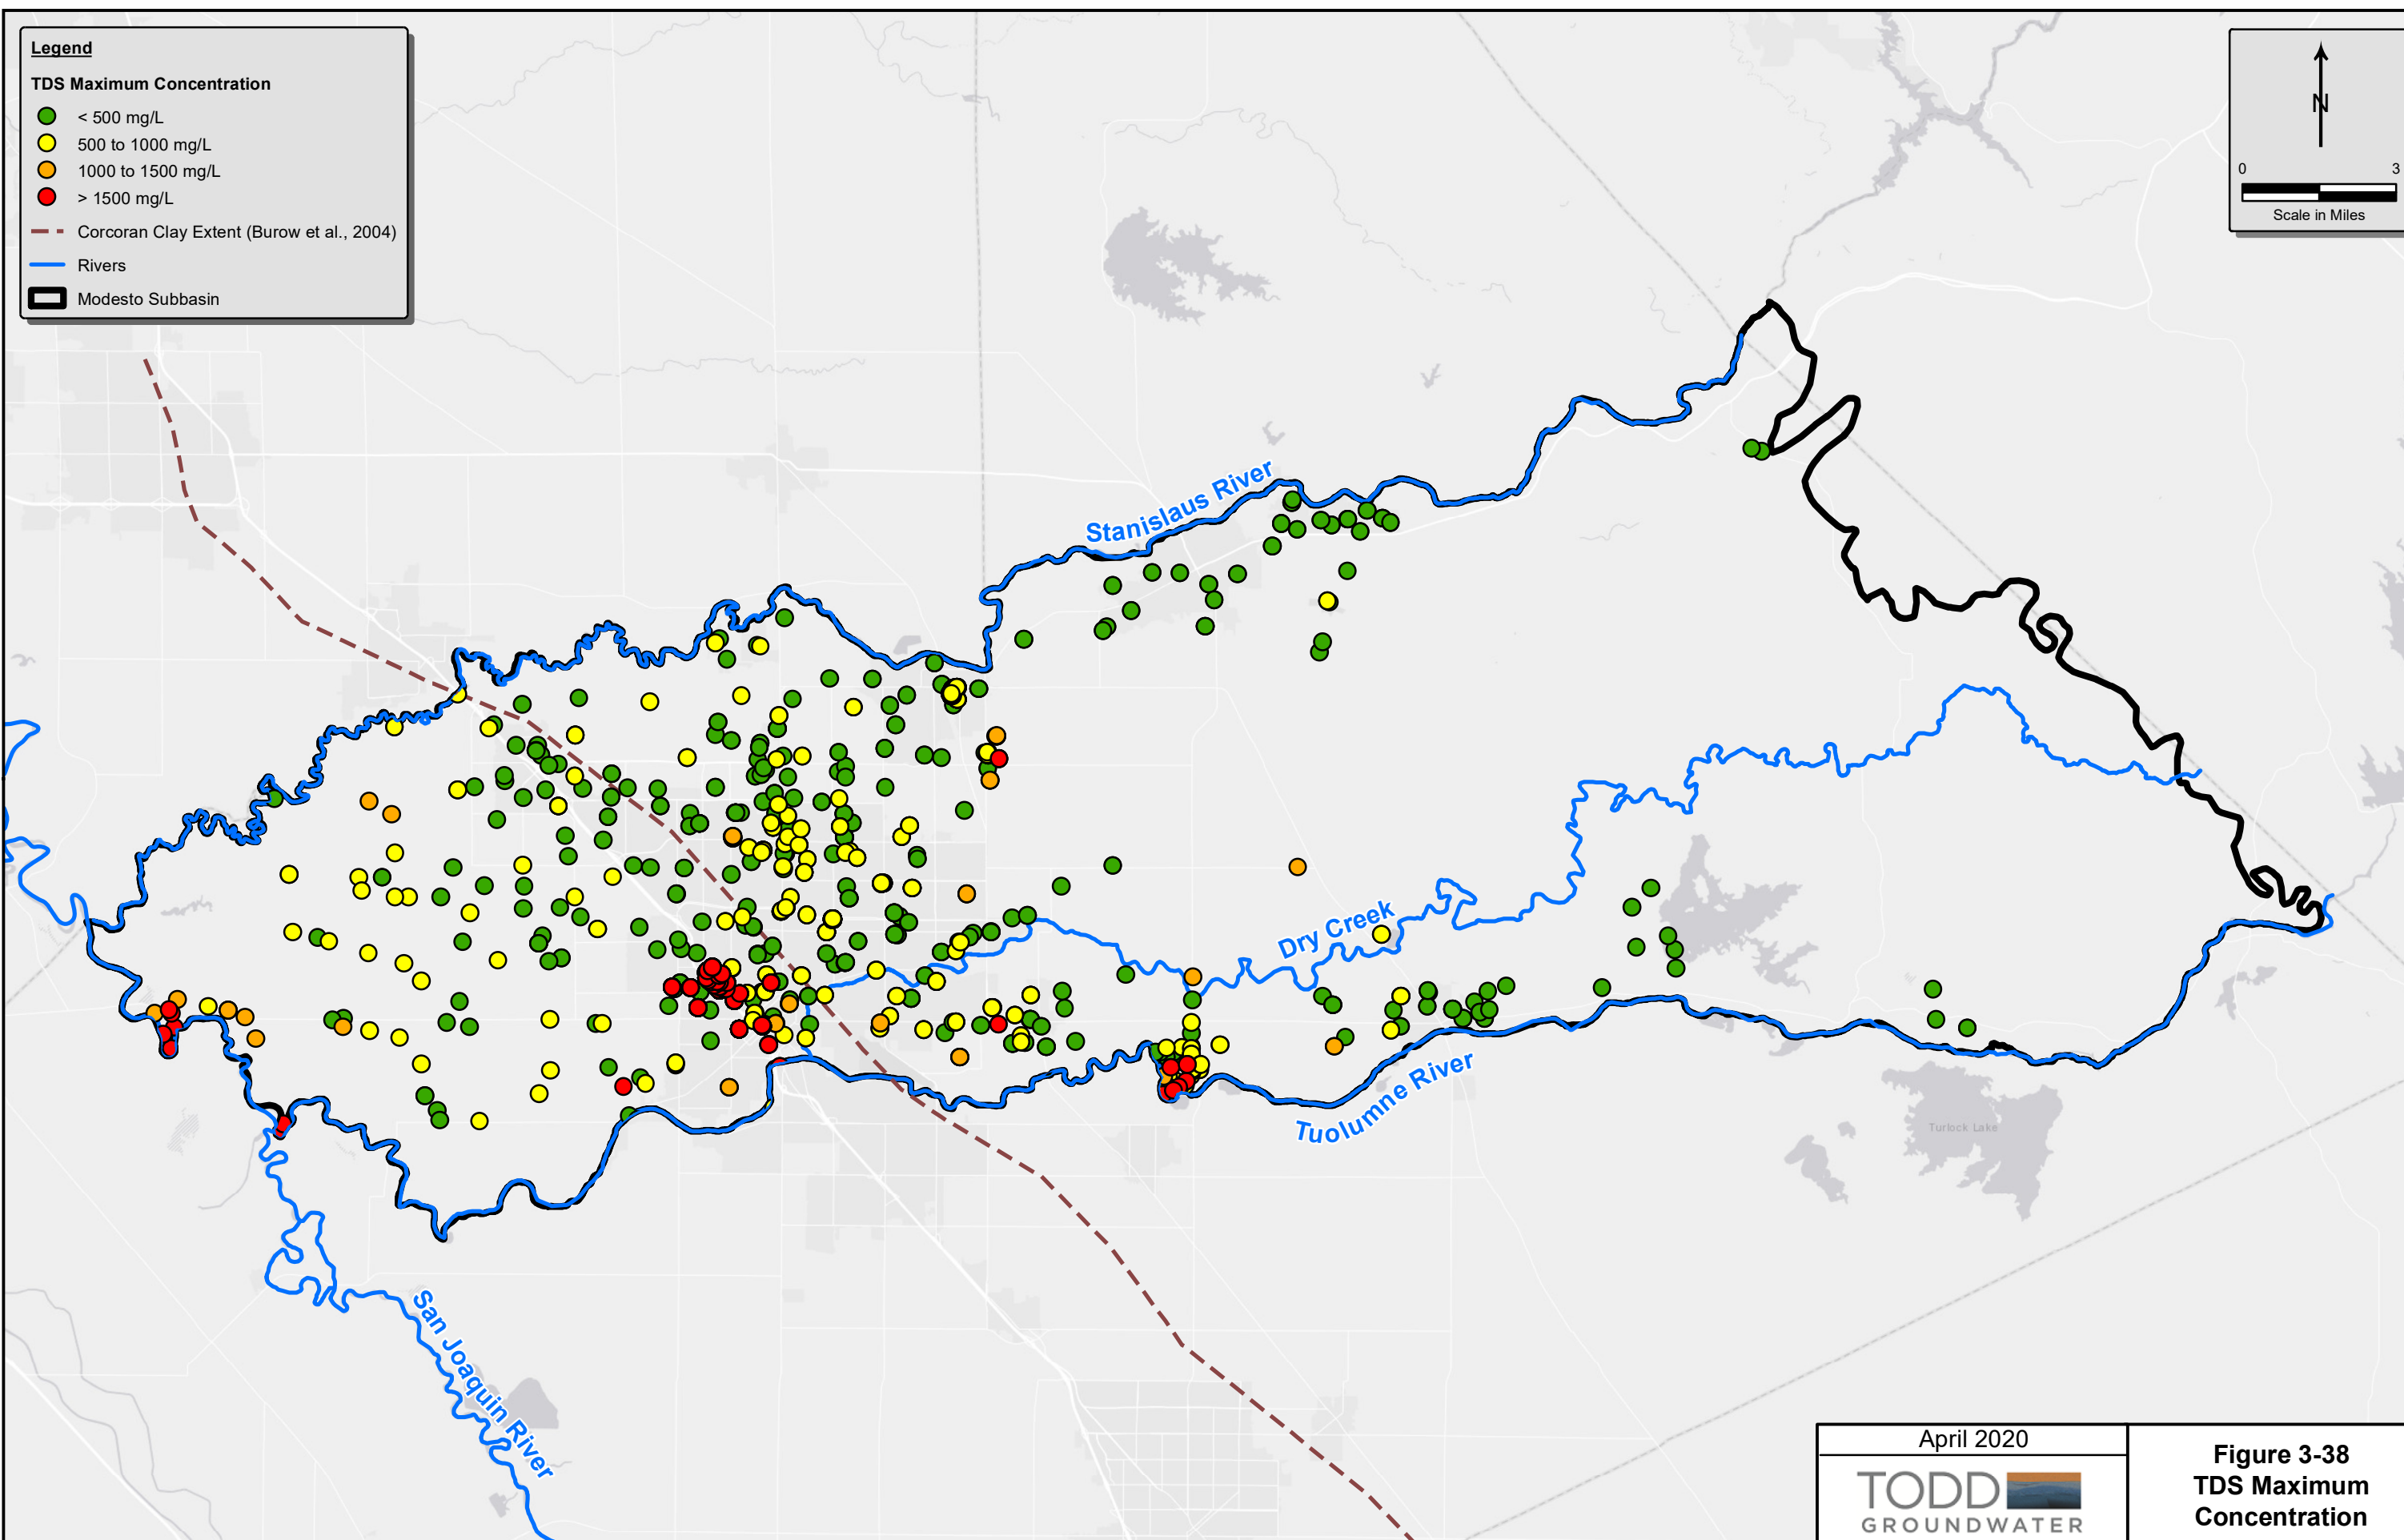 Legend
TDS Maximum Concentration
< 500 mg/L
500 to 1000 mg/L
1000 to 1500 mg/L
> 1500 mg/L
Corcoran Clay Extent (Burow et al., 2004)
Rivers
Modesto Subbasin
N
0 3
Scale in Miles
Stanislaus River
Dry Creek
Tuolumne River
Turlock Lake
San Joaquin River
April 2020
TODD
GROUNDWATER
Figure 3-38
TDS Maximum
Concentration